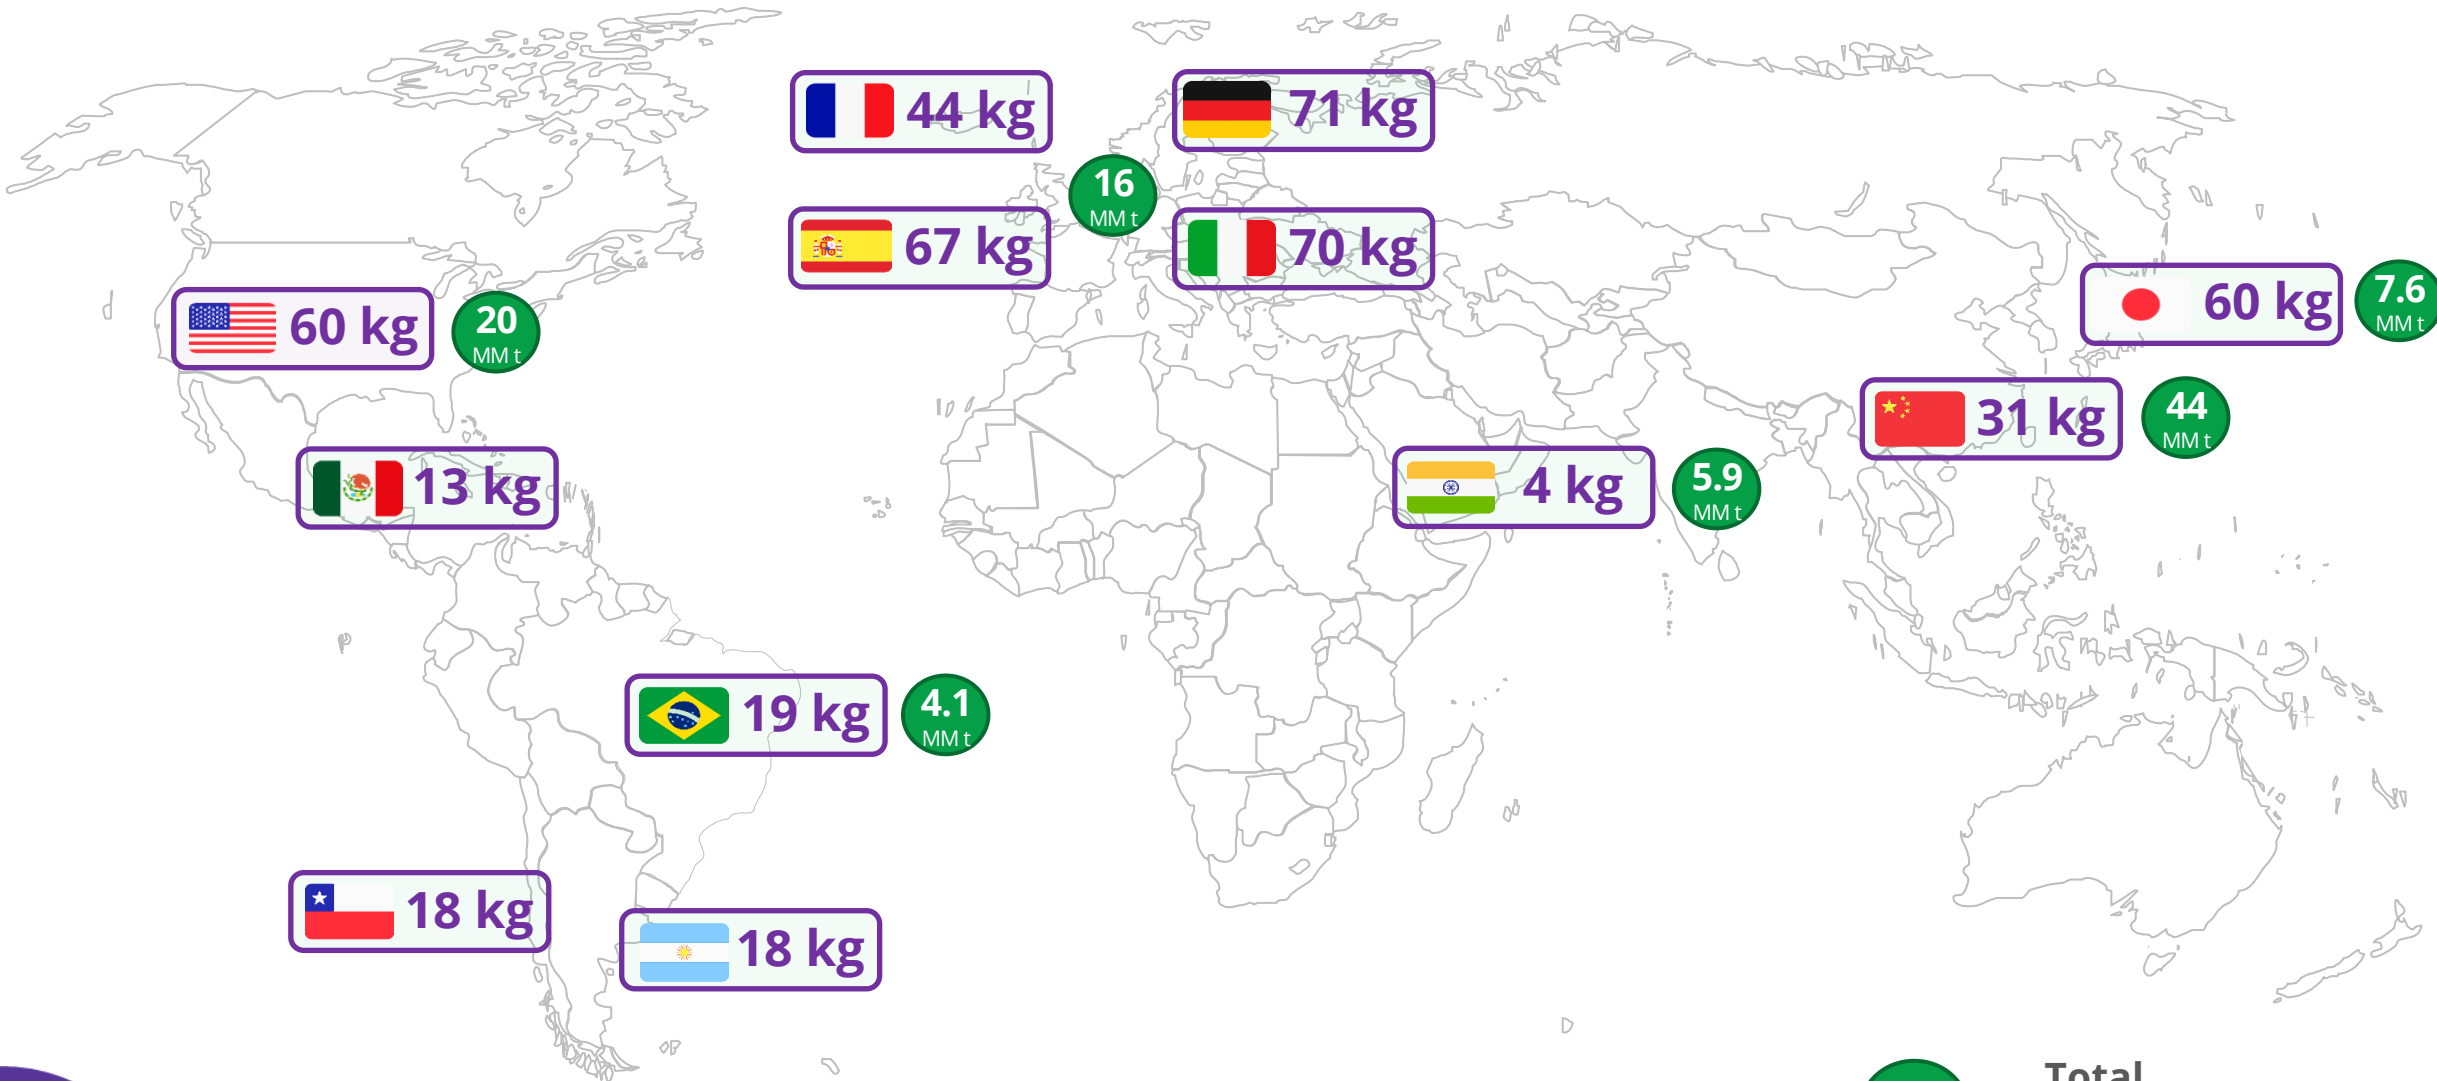 44 kg
71 kg
16
MM t
67 kg
70 kg
60 kg
20
MM t
60 kg
7.6
MM t
31 kg
44
MM t
13 kg
4 kg
5.9
MM t
19 kg
4.1
MM t
18 kg
18 kg
Total